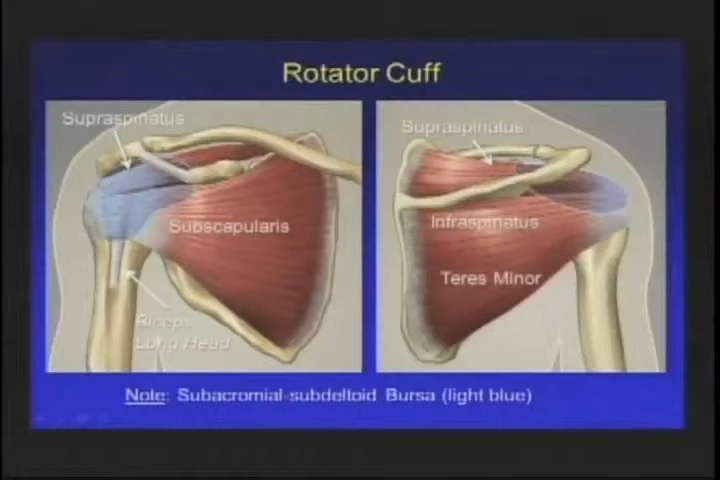 Rotator Cuff
Supraspinatus
Subscapularis
Biceps
Long Head
Supraspinatus
Infraspinatus
Teres Minor
Note: Subacromial-subdeltoid Bursa (light blue)